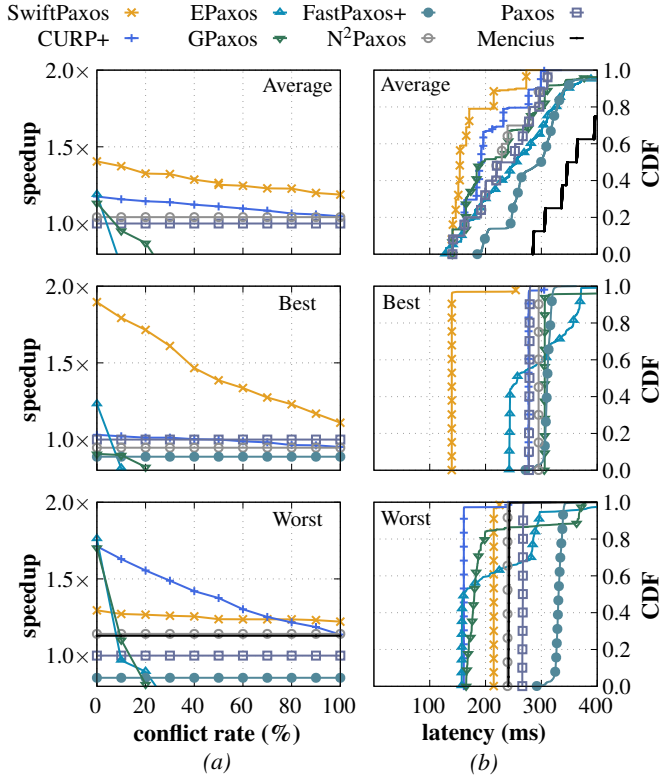 SwiftPaxos EPaxos FastPaxos+ Paxos
CURP+ GPaxos N²Paxos Mencius
2.0× Average Average 1.0
0.8
speedup 1.5× 0.6 CDF
0.4
1.0× 0.2
0.0
2.0× Best Best 1.0
0.8
speedup 1.5× 0.6 CDF
0.4
1.0× 0.2
0.0
2.0× Worst Worst 1.0
0.8
speedup 1.5× 0.6 CDF
0.4
1.0× 0.2
0.0
0 20 40 60 80 100 0 100 200 300 400
conflict rate (%) latency (ms)
(a) (b)